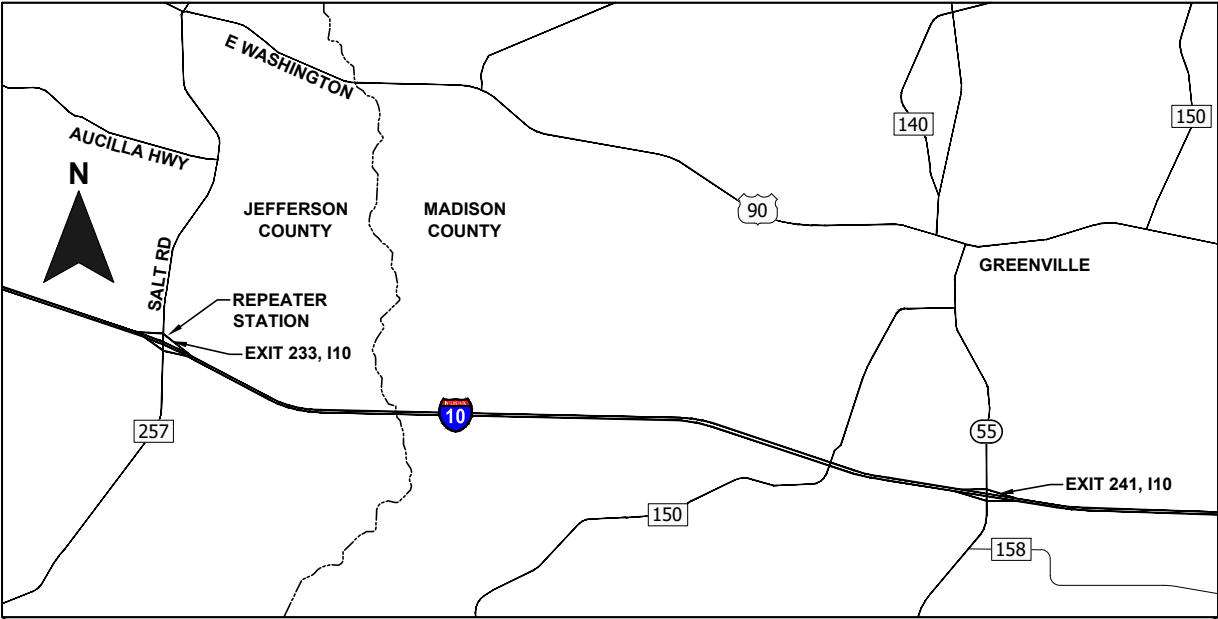 E WASHINGTON
AUCILLA HWY
140
150
N
JEFFERSON
COUNTY
MADISON
COUNTY
90
GREENVILLE
SALT RD
REPEATER
STATION
EXIT 233, I10
INTERSTATE
10
257
55
EXIT 241, I10
150
158